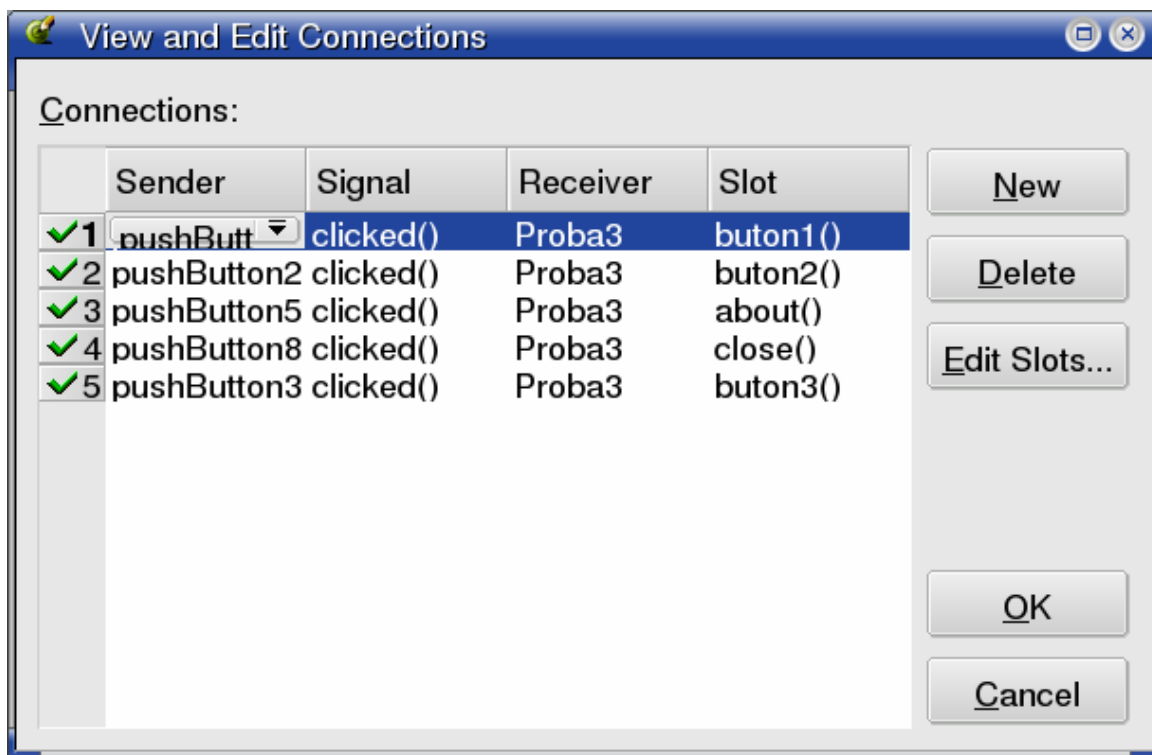 View and Edit Connections
Connections:
Sender Signal Receiver Slot
1 pushButt clicked() Proba3 buton1()
2 pushButton2 clicked() Proba3 buton2()
3 pushButton5 clicked() Proba3 about()
4 pushButton8 clicked() Proba3 close()
5 pushButton3 clicked() Proba3 buton3()
New
Delete
Edit Slots...
OK
Cancel